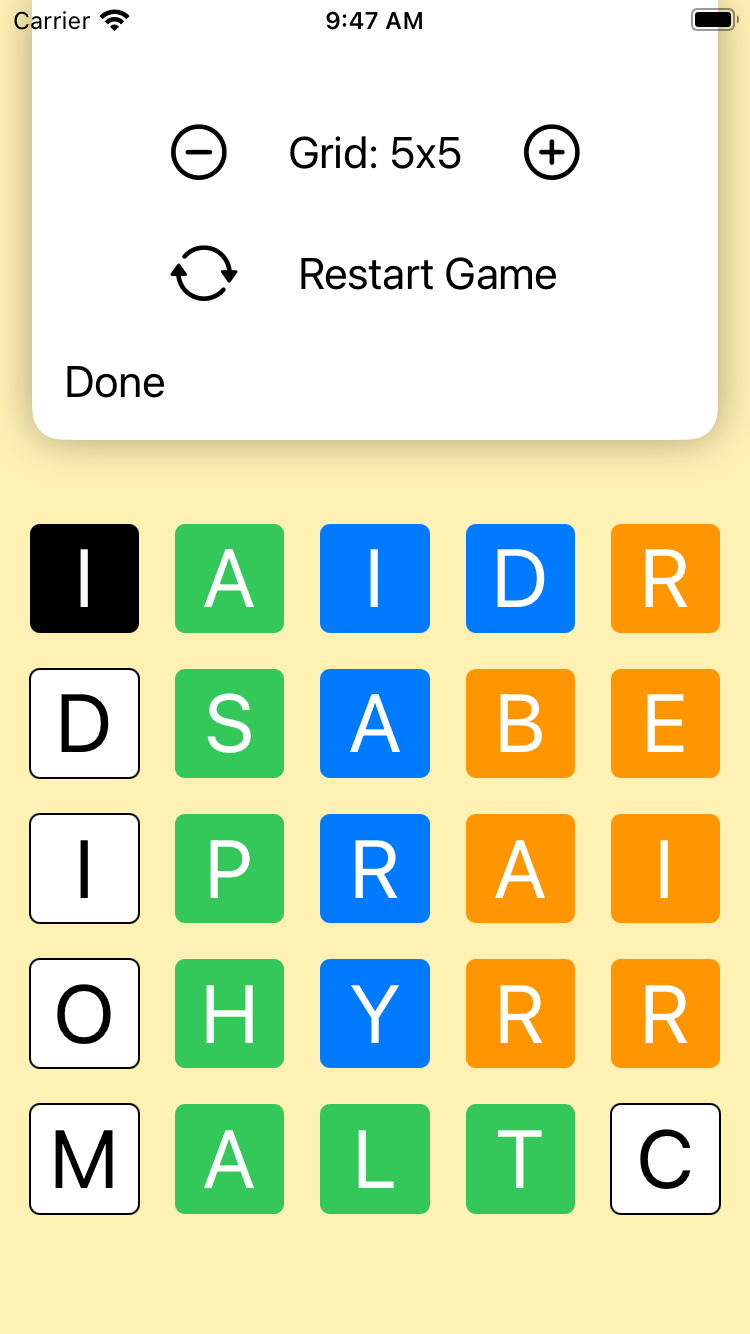 Carrier 9:47 AM
Grid: 5x5
Restart Game
Done
I A I D R
D S A B E
I P R A I
O H Y R R
M A L T C